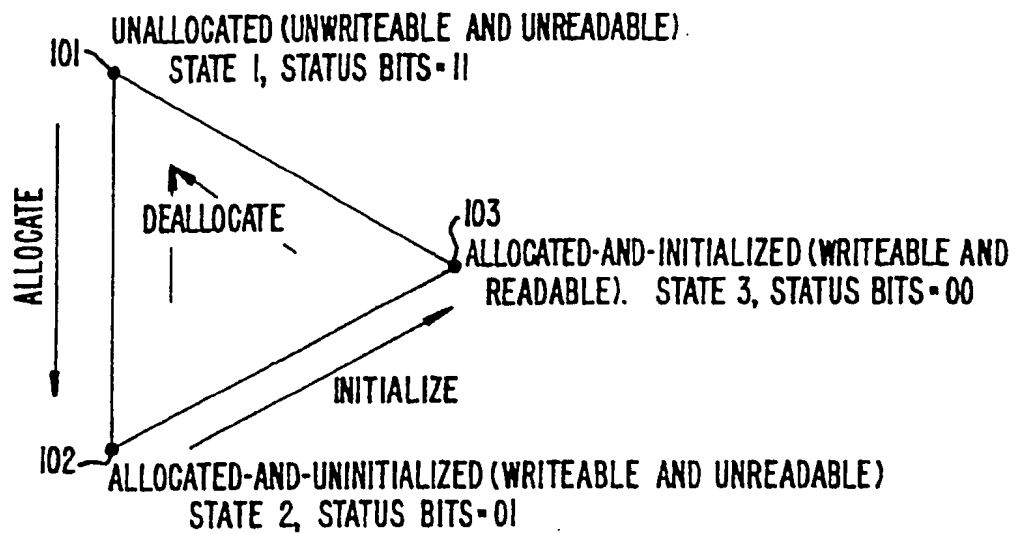 UNALLOCATED (UNWRITEABLE AND UNREADABLE)
101
STATE 1, STATUS BITS=11
ALLOCATE
DEALLOCATE
103
ALLOCATED-AND-INITIALIZED (WRITEABLE AND
READABLE). STATE 3, STATUS BITS=00
INITIALIZE
102
ALLOCATED-AND-UNINITIALIZED (WRITEABLE AND UNREADABLE)
STATE 2, STATUS BITS=01